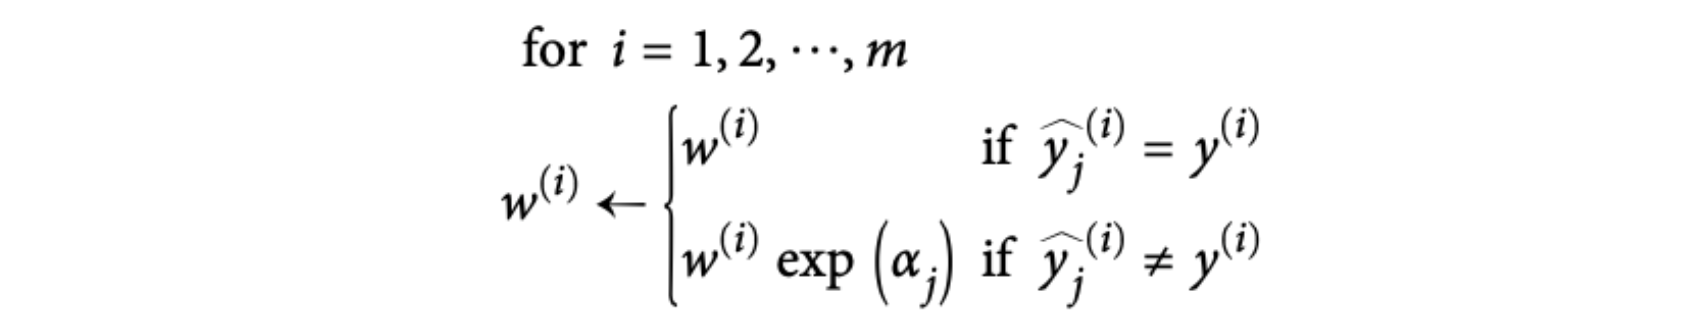 for i = 1, 2, ⋯, m
w^(i) ← { w^(i) if ŷ_j^(i) = y^(i)
w^(i) exp (α_j) if ŷ_j^(i) ≠ y^(i)